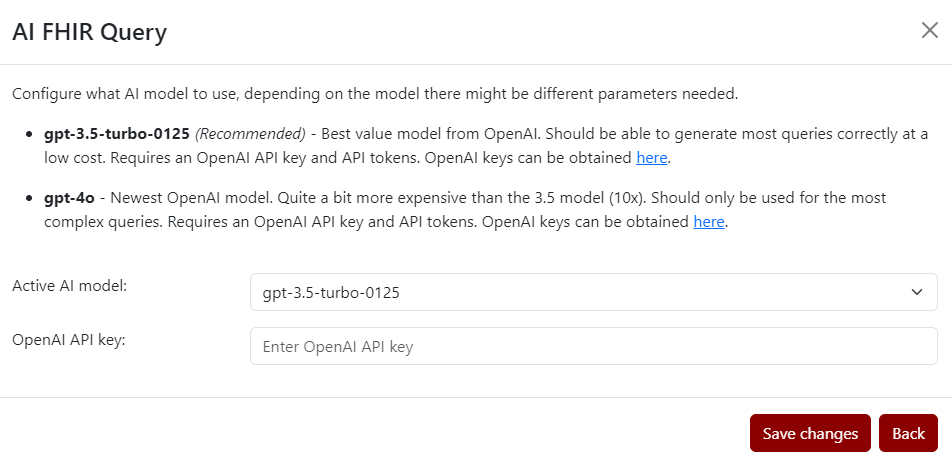 AI FHIR Query
Configure what AI model to use, depending on the model there might be different parameters needed.
gpt-3.5-turbo-0125 (Recommended) - Best value model from OpenAI. Should be able to generate most queries correctly at a
low cost. Requires an OpenAI API key and API tokens. OpenAI keys can be obtained here.
gpt-4o - Newest OpenAI model. Quite a bit more expensive than the 3.5 model (10x). Should only be used for the most
complex queries. Requires an OpenAI API key and API tokens. OpenAI keys can be obtained here.
Active AI model:
gpt-3.5-turbo-0125
OpenAI API key:
Enter OpenAI API key
Save changes
Back